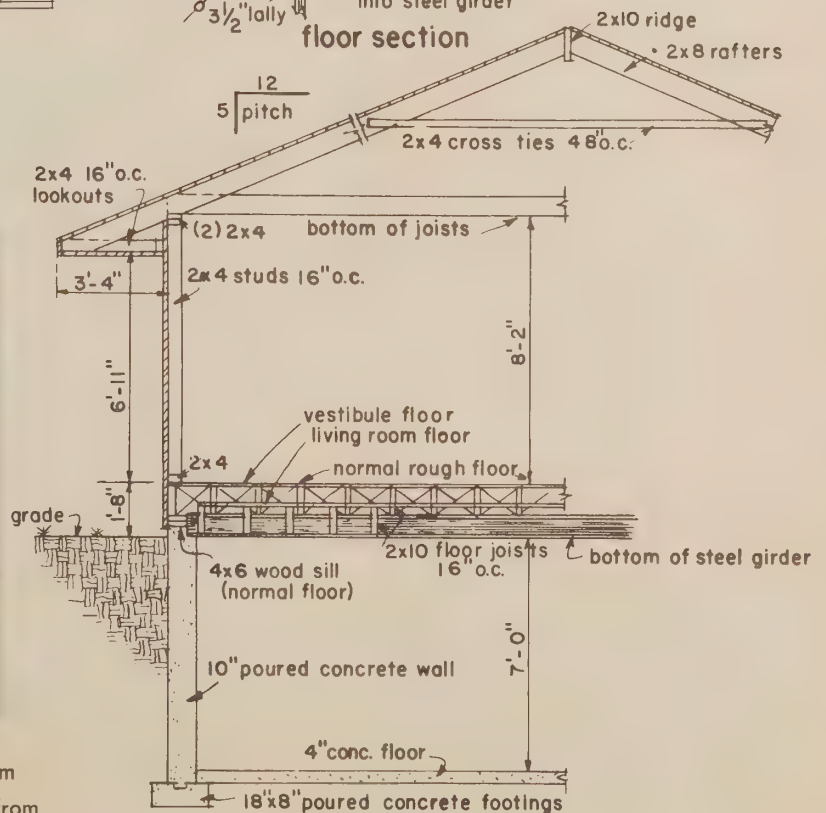 3½" lally
into steel girder
floor section
2x10 ridge
2x8 rafters
12
5 pitch
2x4 cross ties 48"o.c.
2x4 16"o.c.
lookouts
(2) 2x4
bottom of joists
3'-4"
2x4 studs 16"o.c.
8'-2"
6'-11"
vestibule floor
living room floor
2x4
normal rough floor
1'-8"
grade
2x10 floor joists
16"o.c.
bottom of steel girder
4x6 wood sill
(normal floor)
7'-0"
10" poured concrete wall
4" conc. floor
18"x8" poured concrete footings